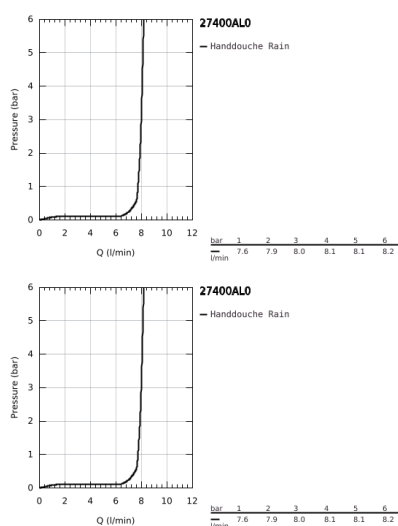 27400AL0
Handdouche Rain
6
5
4
3
2
1
0
Pressure (bar)
0 2 4 6 8 10 12
Q (l/min)
bar 1 2 3 4 5 6
l/min 7.6 7.9 8.0 8.1 8.1 8.2
27400AL0
Handdouche Rain
6
5
4
3
2
1
0
Pressure (bar)
0 2 4 6 8 10 12
Q (l/min)
bar 1 2 3 4 5 6
l/min 7.6 7.9 8.0 8.1 8.1 8.2